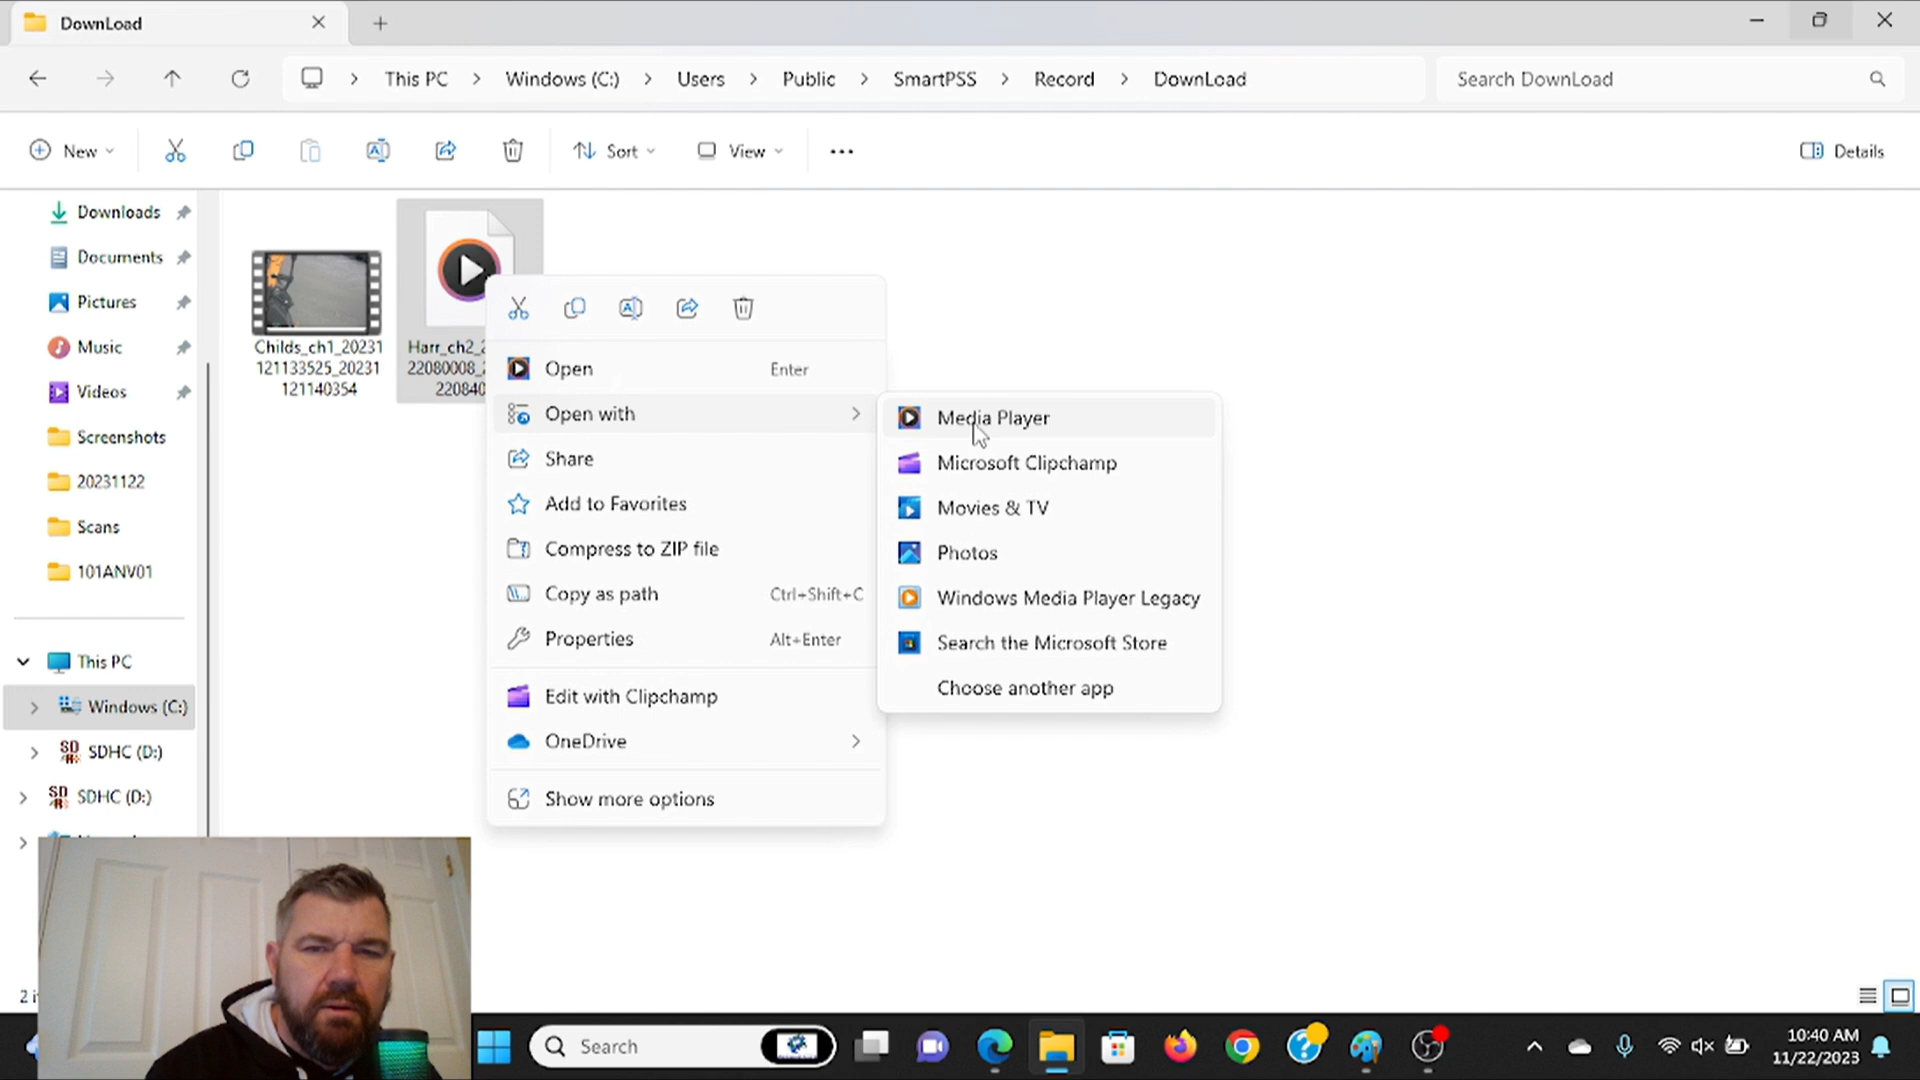 DownLoad
This PC > Windows (C:) > Users > Public > SmartPSS > Record > DownLoad
Search DownLoad
New
Sort
View
Details
Downloads
Documents
Pictures
Music
Videos
Screenshots
20231122
Scans
101ANV01
This PC
Windows (C:)
SDHC (D:)
SDHC (D:)
Childs_ch1_20231
121133525_20231
121140354
Harr_ch2_2
22080008_2
220840
Open Enter
Open with
Share
Add to Favorites
Compress to ZIP file
Copy as path Ctrl+Shift+C
Properties Alt+Enter
Edit with Clipchamp
OneDrive
Show more options
Media Player
Microsoft Clipchamp
Movies & TV
Photos
Windows Media Player Legacy
Search the Microsoft Store
Choose another app
Search
10:40 AM
11/22/2023